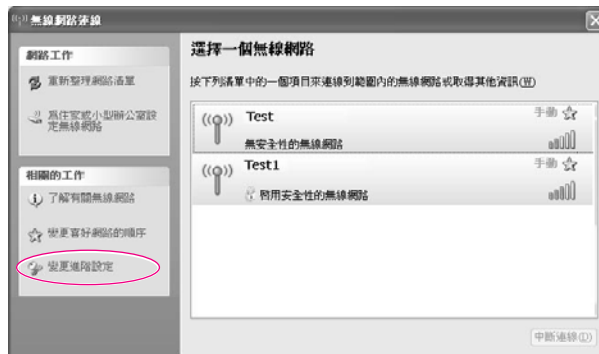 無線網路連線
網路工作
重新整理網路清單
為住家或小型辦公室設
定無線網路
相關的工作
了解有關無線網路
變更喜好網路的順序
變更進階設定
選擇一個無線網路
按下列清單中的一個項目來連線到範圍內的無線網路或取得其他資訊(W)
Test
手動
無安全性的無線網路
Test1
手動
啟用安全性的無線網路
中斷連線(D)